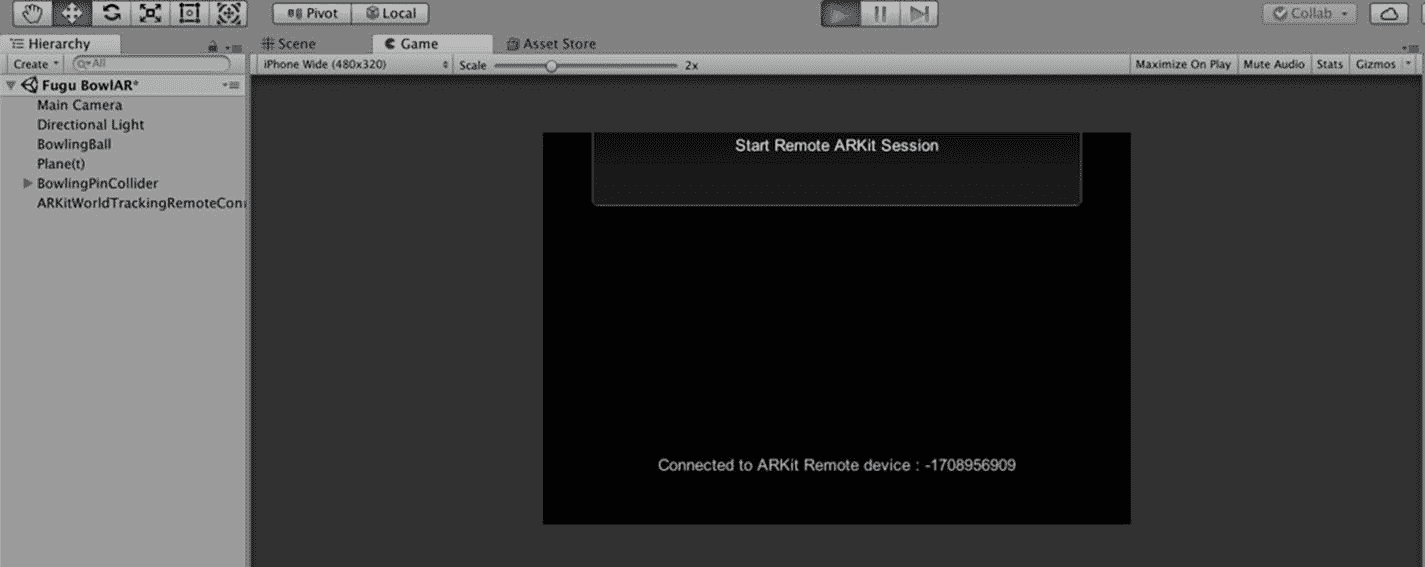 Pivot Local Collab
Hierarchy Scene Game Asset Store
Create All iPhone Wide (480x320) Scale 2x Maximize On Play Mute Audio Stats Gizmos
Fugu BowlAR*
Main Camera
Directional Light
BowlingBall
Plane(t)
BowlingPinCollider
ARKitWorldTrackingRemoteConn
Start Remote ARKit Session
Connected to ARKit Remote device : -1708956909